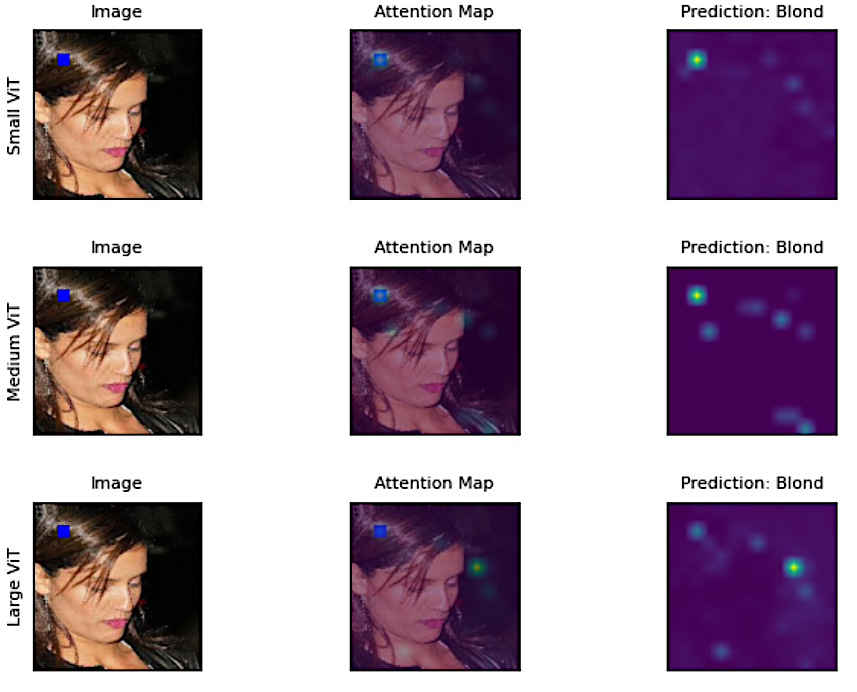 Image Attention Map Prediction: Blond
Small ViT
Image Attention Map Prediction: Blond
Medium ViT
Image Attention Map Prediction: Blond
Large ViT